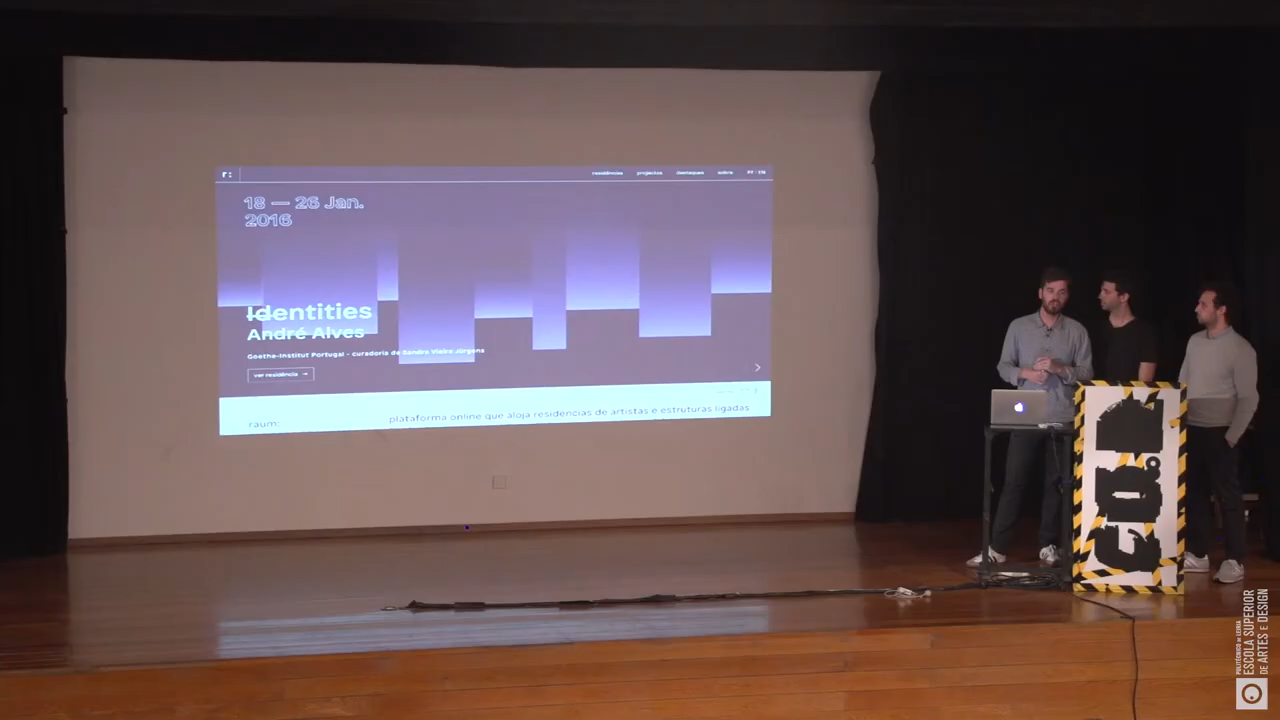 r:
residências projectos destaques sobre PT EN
18 — 26 Jan.
2016
Identities
André Alves
Goethe-Institut Portugal - curadoria de Sandra Vieira Jürgens
ver residência →
raum: plataforma online que aloja residências de artistas e estruturas ligadas
POLITÉCNICO DE LEIRIA
ESCOLA SUPERIOR
DE ARTES E DESIGN